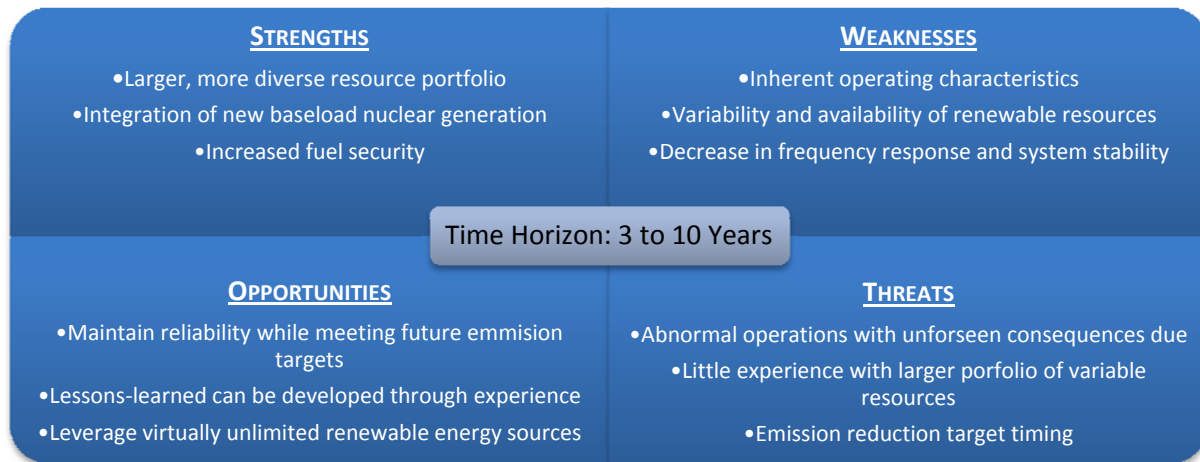 STRENGTHS
•Larger, more diverse resource portfolio
•Integration of new baseload nuclear generation
•Increased fuel security
WEAKNESSES
•Inherent operating characteristics
•Variability and availability of renewable resources
•Decrease in frequency response and system stability
Time Horizon: 3 to 10 Years
OPPORTUNITIES
•Maintain reliability while meeting future emmision
targets
•Lessons-learned can be developed through experience
•Leverage virtually unlimited renewable energy sources
THREATS
•Abnormal operations with unforseen consequences due
•Little experience with larger porfolio of variable
resources
•Emission reduction target timing